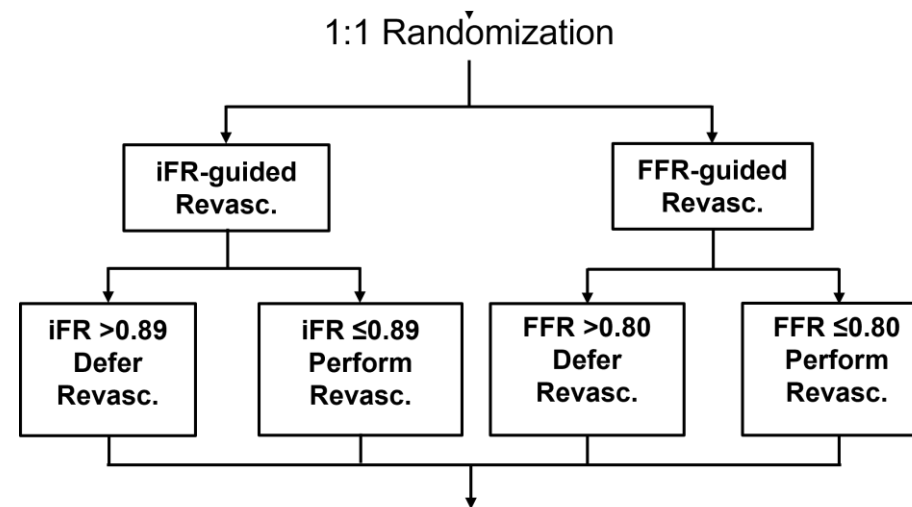 1:1 Randomization
iFR-guided
Revasc.
FFR-guided
Revasc.
iFR >0.89
Defer
Revasc.
iFR ≤0.89
Perform
Revasc.
FFR >0.80
Defer
Revasc.
FFR ≤0.80
Perform
Revasc.